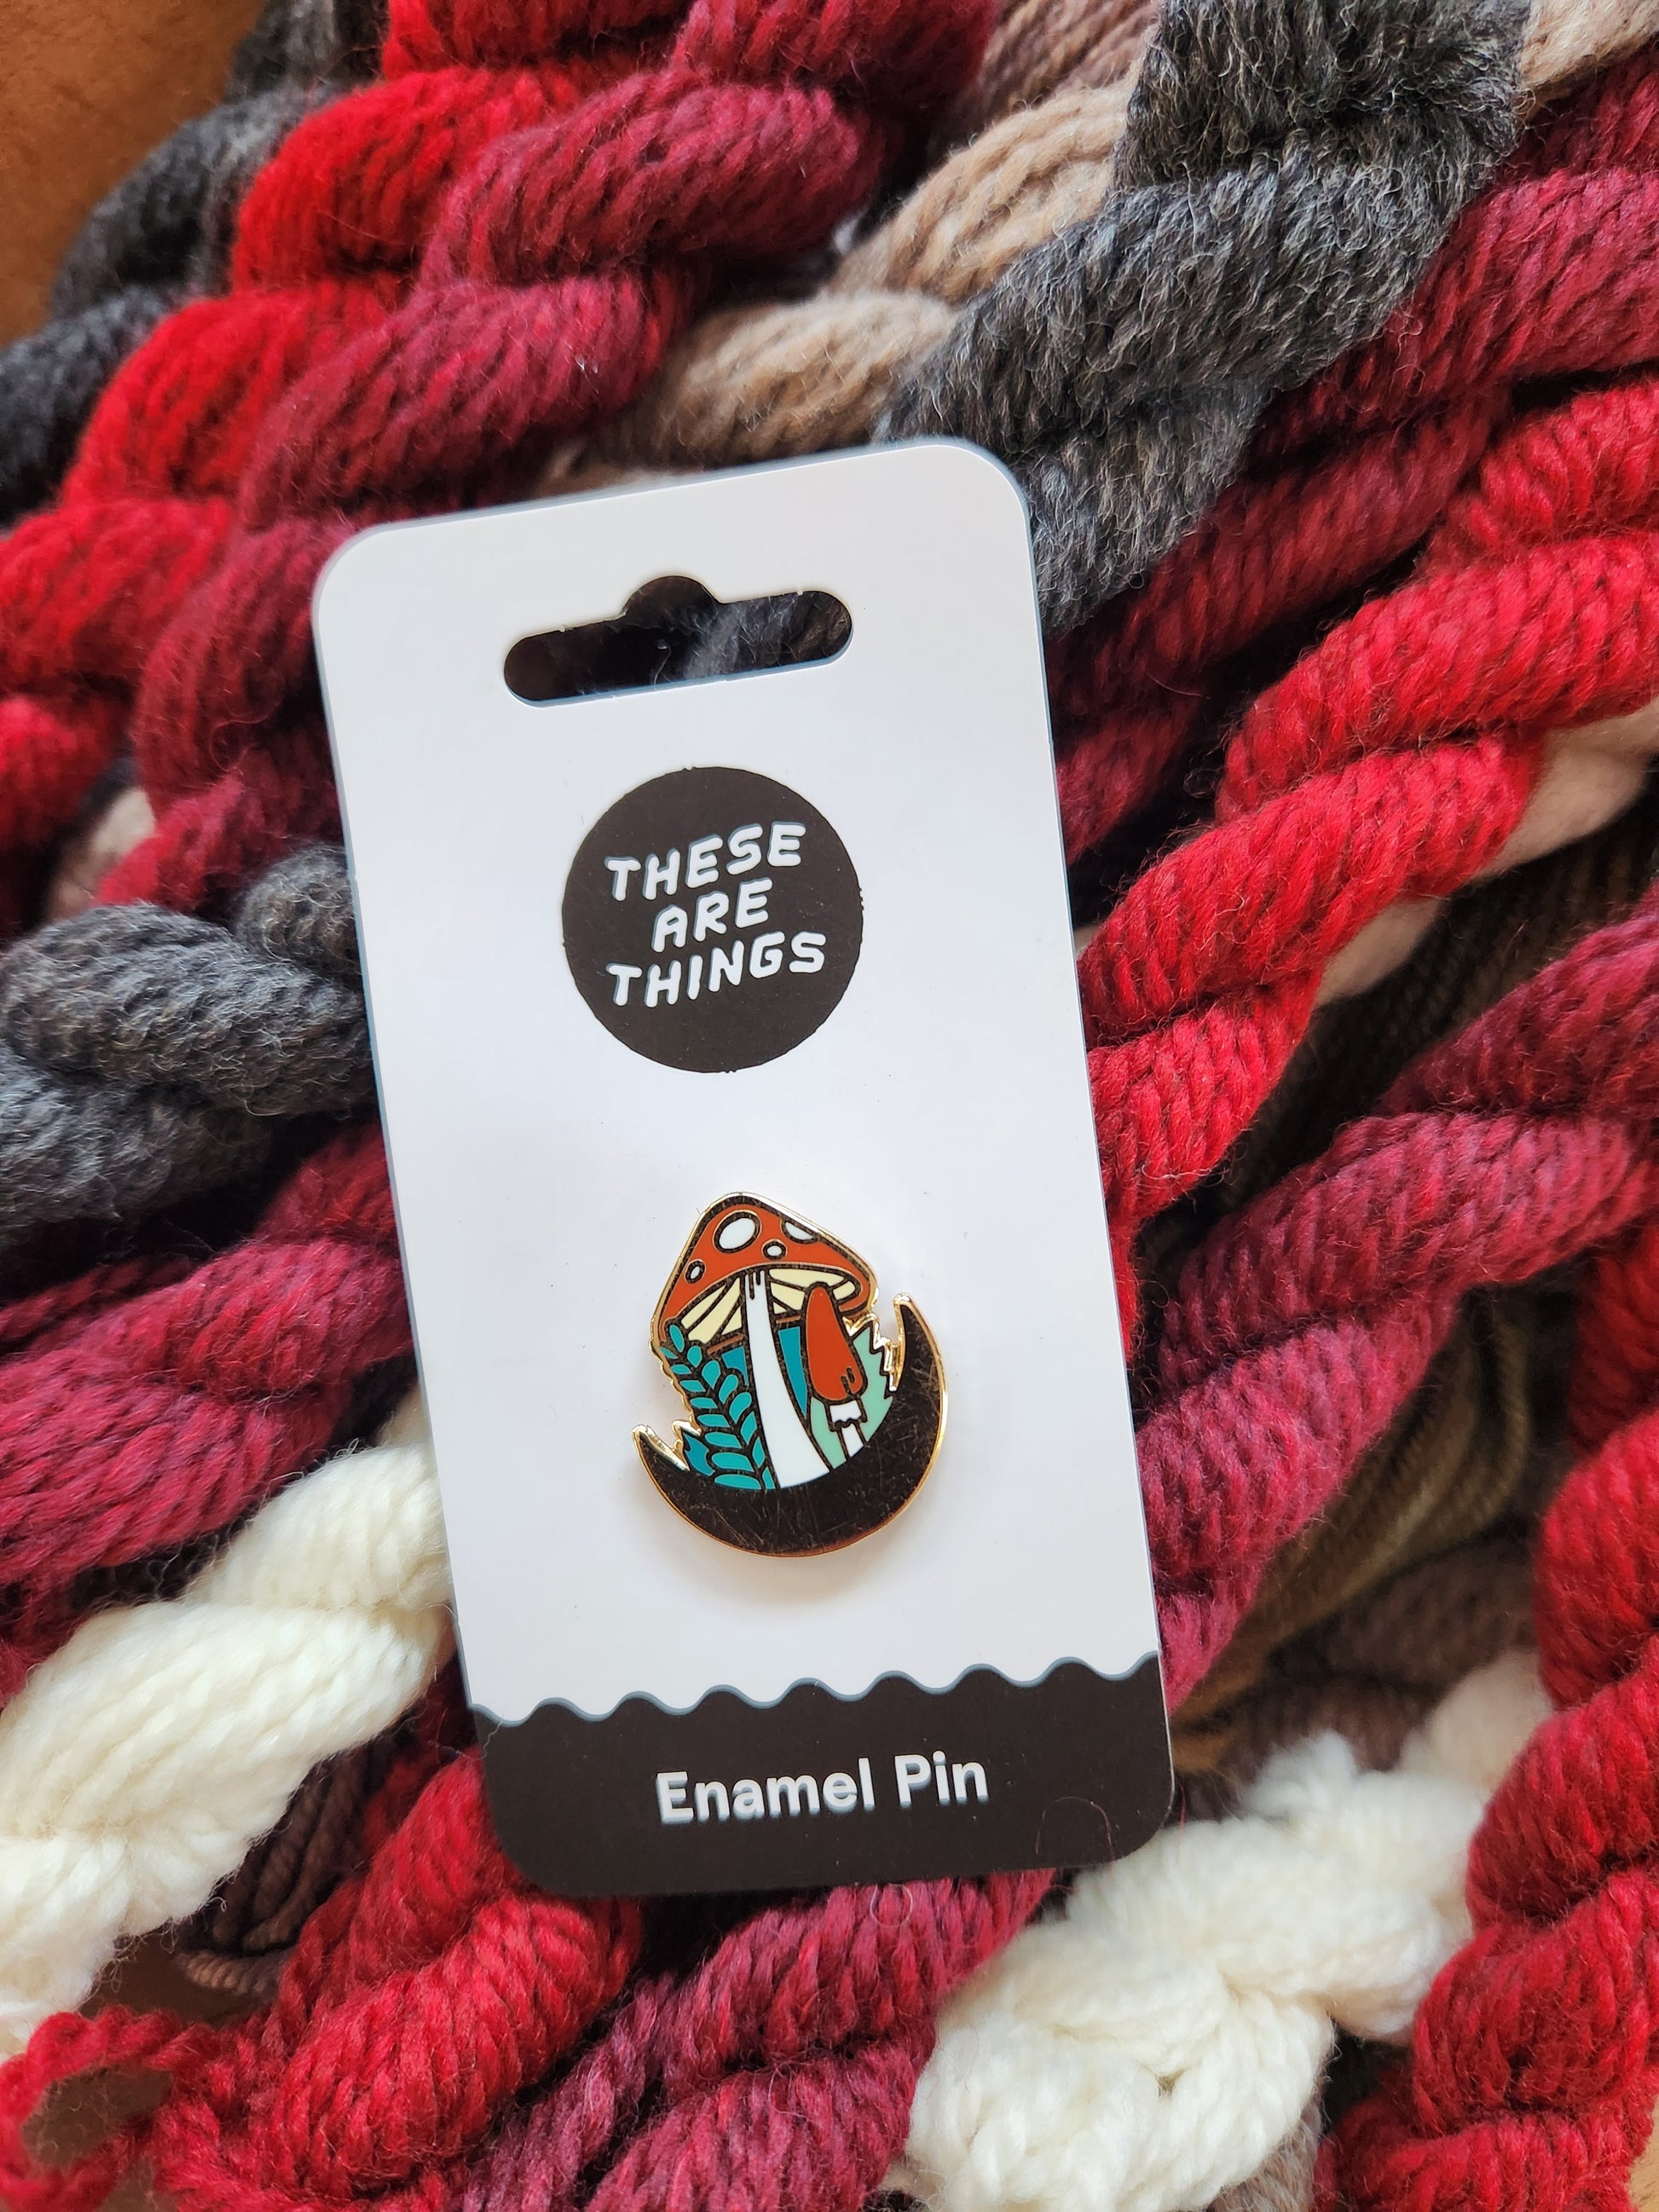 THESE
ARE
THINGS
Enamel Pin